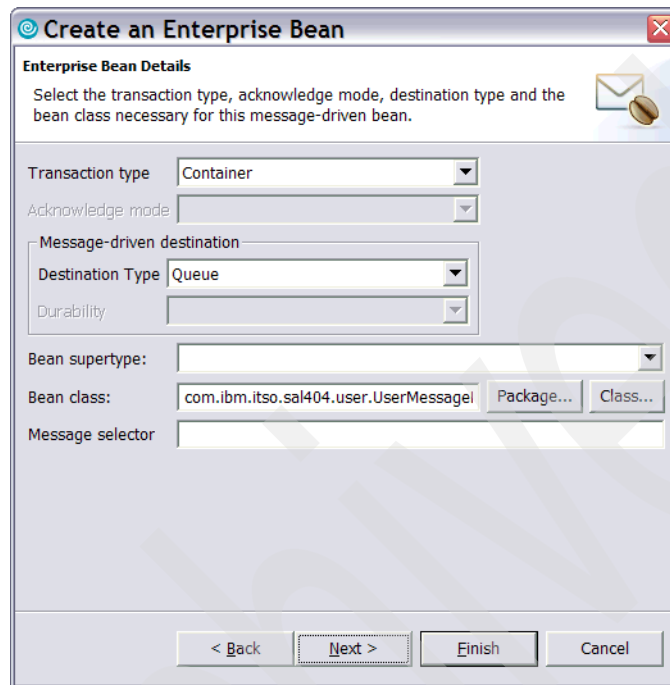 Create an Enterprise Bean
Enterprise Bean Details
Select the transaction type, acknowledge mode, destination type and the
bean class necessary for this message-driven bean.
Transaction type Container
Acknowledge mode
Message-driven destination
Destination Type Queue
Durability
Bean supertype:
Bean class: com.ibm.itso.sal404.user.UserMessage Package... Class...
Message selector
< Back Next > Finish Cancel